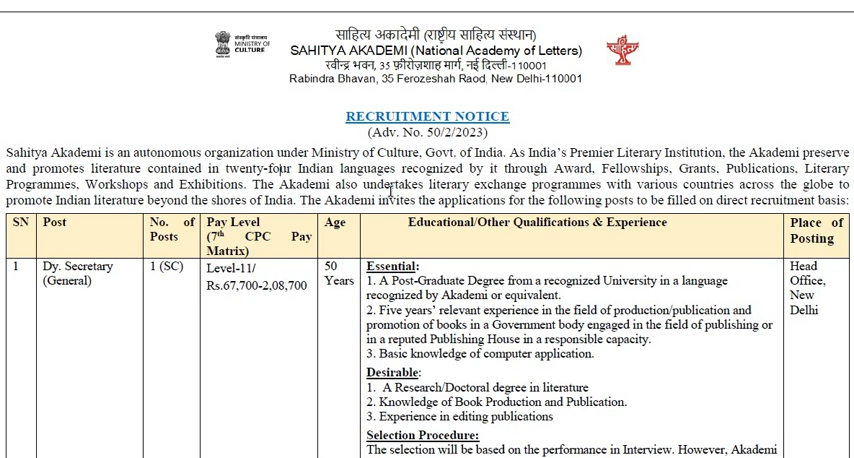 साहित्य अकादेमी (राष्ट्रीय साहित्य संस्थान)
संस्कृति मंत्रालय
MINISTRY OF
CULTURE
SAHITYA AKADEMI (National Academy of Letters)
रवीन्द्र भवन, 35 फ़ीरोज़शाह मार्ग, नई दिल्ली-110001
Rabindra Bhavan, 35 Ferozeshah Raod, New Delhi-110001
RECRUITMENT NOTICE
(Adv. No. 50/2/2023)
Sahitya Akademi is an autonomous organization under Ministry of Culture, Govt. of India. As India's Premier Literary Institution, the Akademi preserve
and promotes literature contained in twenty-four Indian languages recognized by it through Award, Fellowships, Grants, Publications, Literary
Programmes, Workshops and Exhibitions. The Akademi also undertakes literary exchange programmes with various countries across the globe to
promote Indian literature beyond the shores of India. The Akademi invites the applications for the following posts to be filled on direct recruitment basis:
SN Post No. of Posts Pay Level (7th CPC Pay Matrix) Age Educational/Other Qualifications & Experience Place of Posting
1 Dy. Secretary (General) 1 (SC) Level-11/ Rs.67,700-2,08,700 50 Years
Essential:
1. A Post-Graduate Degree from a recognized University in a language
recognized by Akademi or equivalent.
2. Five years' relevant experience in the field of production/publication and
promotion of books in a Government body engaged in the field of publishing or
in a reputed Publishing House in a responsible capacity.
3. Basic knowledge of computer application.
Desirable:
1. A Research/Doctoral degree in literature
2. Knowledge of Book Production and Publication.
3. Experience in editing publications
Selection Procedure:
The selection will be based on the performance in Interview. However, Akademi
Head
Office,
New
Delhi